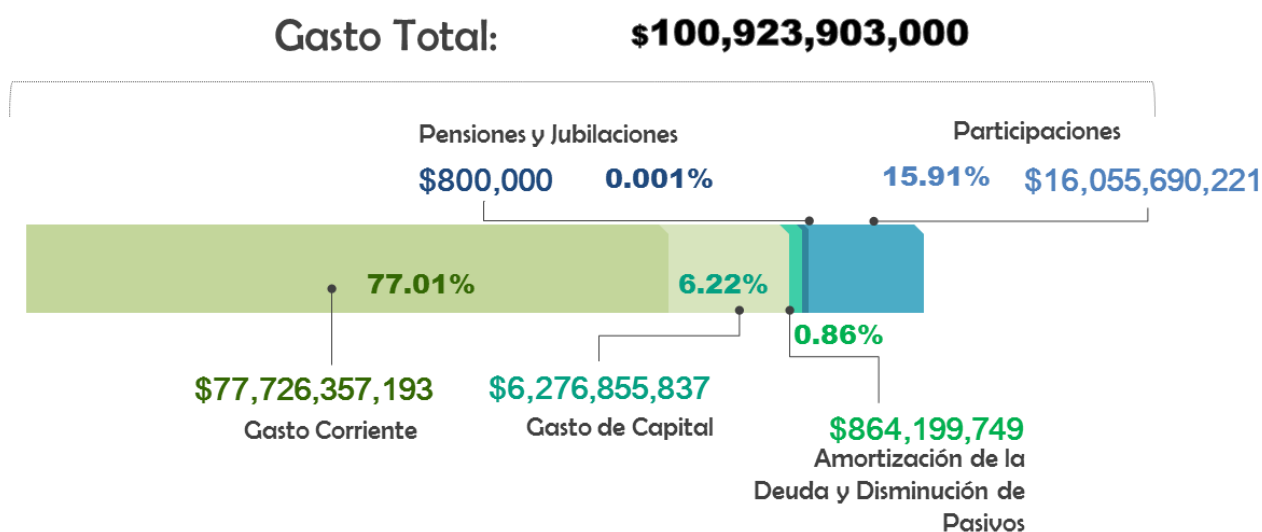 Gasto Total: $100,923,903,000
Pensiones y Jubilaciones
$800,000 0.001%
Participaciones
15.91% $16,055,690,221
77.01%
6.22%
0.86%
$77,726,357,193
Gasto Corriente
$6,276,855,837
Gasto de Capital
$864,199,749
Amortización de la
Deuda y Disminución de
Pasivos